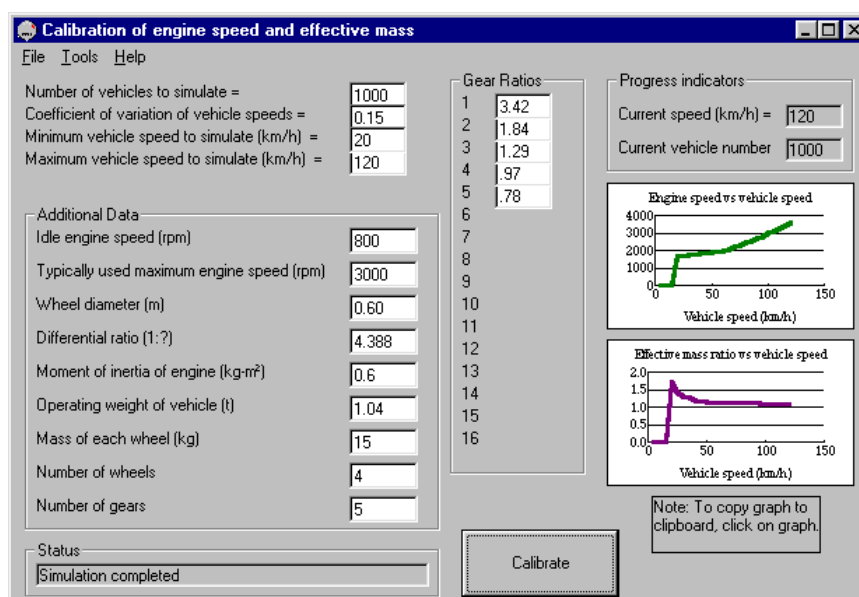 Calibration of engine speed and effective mass
File Tools Help
Number of vehicles to simulate = 1000
Coefficient of variation of vehicle speeds = 0.15
Minimum vehicle speed to simulate (km/h) = 20
Maximum vehicle speed to simulate (km/h) = 120
Additional Data
Idle engine speed (rpm) 800
Typically used maximum engine speed (rpm) 3000
Wheel diameter (m) 0.60
Differential ratio (1:?) 4.388
Moment of inertia of engine (kg-m²) 0.6
Operating weight of vehicle (t) 1.04
Mass of each wheel (kg) 15
Number of wheels 4
Number of gears 5
Status
Simulation completed
Gear Ratios
1 3.42
2 1.84
3 1.29
4 .97
5 .78
6
7
8
9
10
11
12
13
14
15
16
Calibrate
Progress indicators
Current speed (km/h) = 120
Current vehicle number 1000
Engine speed vs vehicle speed
4000
3000
2000
1000
0
0 50 100 150
Vehicle speed (km/h)
Effective mass ratio vs vehicle speed
2.0
1.5
1.0
0.5
0.0
0 50 100 150
Vehicle speed (km/h)
Note: To copy graph to
clipboard, click on graph.